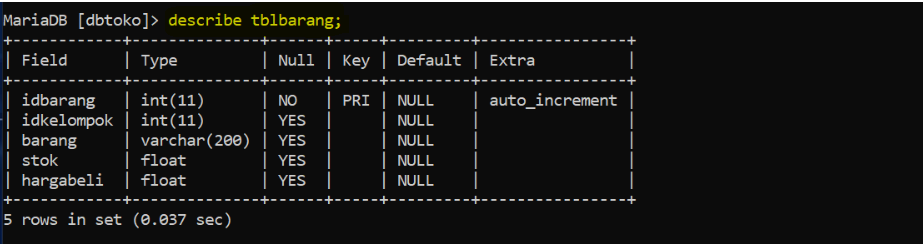 MariaDB [dbtoko]> describe tblbarang;
+------------+--------------+------+-----+---------+----------------+
| Field      | Type         | Null | Key | Default | Extra          |
+------------+--------------+------+-----+---------+----------------+
| idbarang   | int(11)      | NO   | PRI | NULL    | auto_increment |
| idkelompok | int(11)      | YES  |     | NULL    |                |
| barang     | varchar(200) | YES  |     | NULL    |                |
| stok       | float        | YES  |     | NULL    |                |
| hargabeli  | float        | YES  |     | NULL    |                |
+------------+--------------+------+-----+---------+----------------+
5 rows in set (0.037 sec)